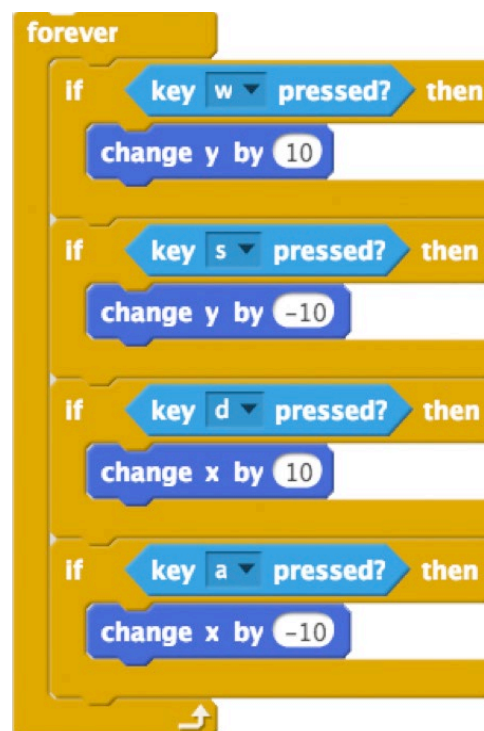 forever
if key w pressed? then
change y by 10
if key s pressed? then
change y by -10
if key d pressed? then
change x by 10
if key a pressed? then
change x by -10